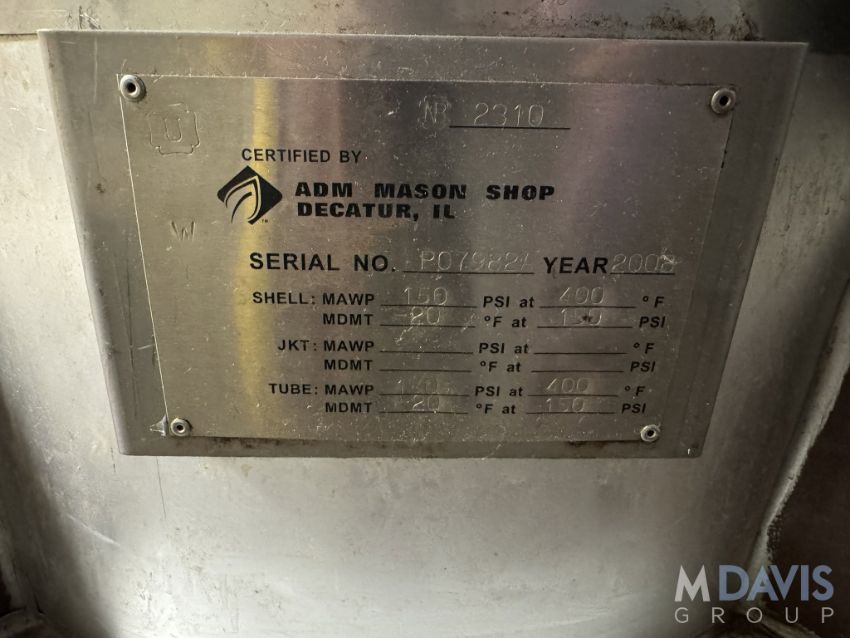 NB 2310
U
CERTIFIED BY
ADM MASON SHOP
DECATUR, IL
W
SERIAL NO. YEAR 2008
SHELL: MAWP 150 PSI at 400 °F
MDMT -20 °F at 150 PSI
JKT: MAWP PSI at °F
MDMT °F at PSI
TUBE: MAWP 150 PSI at 400 °F
MDMT -20 °F at 150 PSI
M DAVIS
GROUP